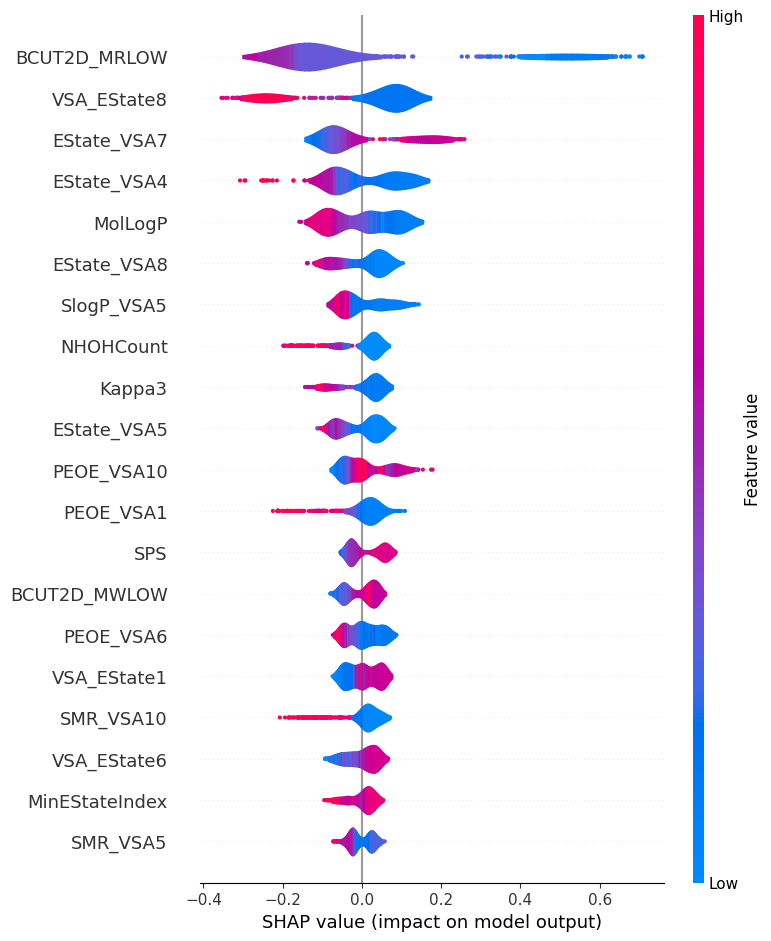 High
BCUT2D_MRLOW
VSA_EState8
EState_VSA7
EState_VSA4
MolLogP
EState_VSA8
SlogP_VSA5
NHOHCount
Kappa3
EState_VSA5
PEOE_VSA10
PEOE_VSA1
SPS
BCUT2D_MWLOW
PEOE_VSA6
VSA_EState1
SMR_VSA10
VSA_EState6
MinEStateIndex
SMR_VSA5
Feature value
Low
−0.4 −0.2 0.0 0.2 0.4 0.6
SHAP value (impact on model output)